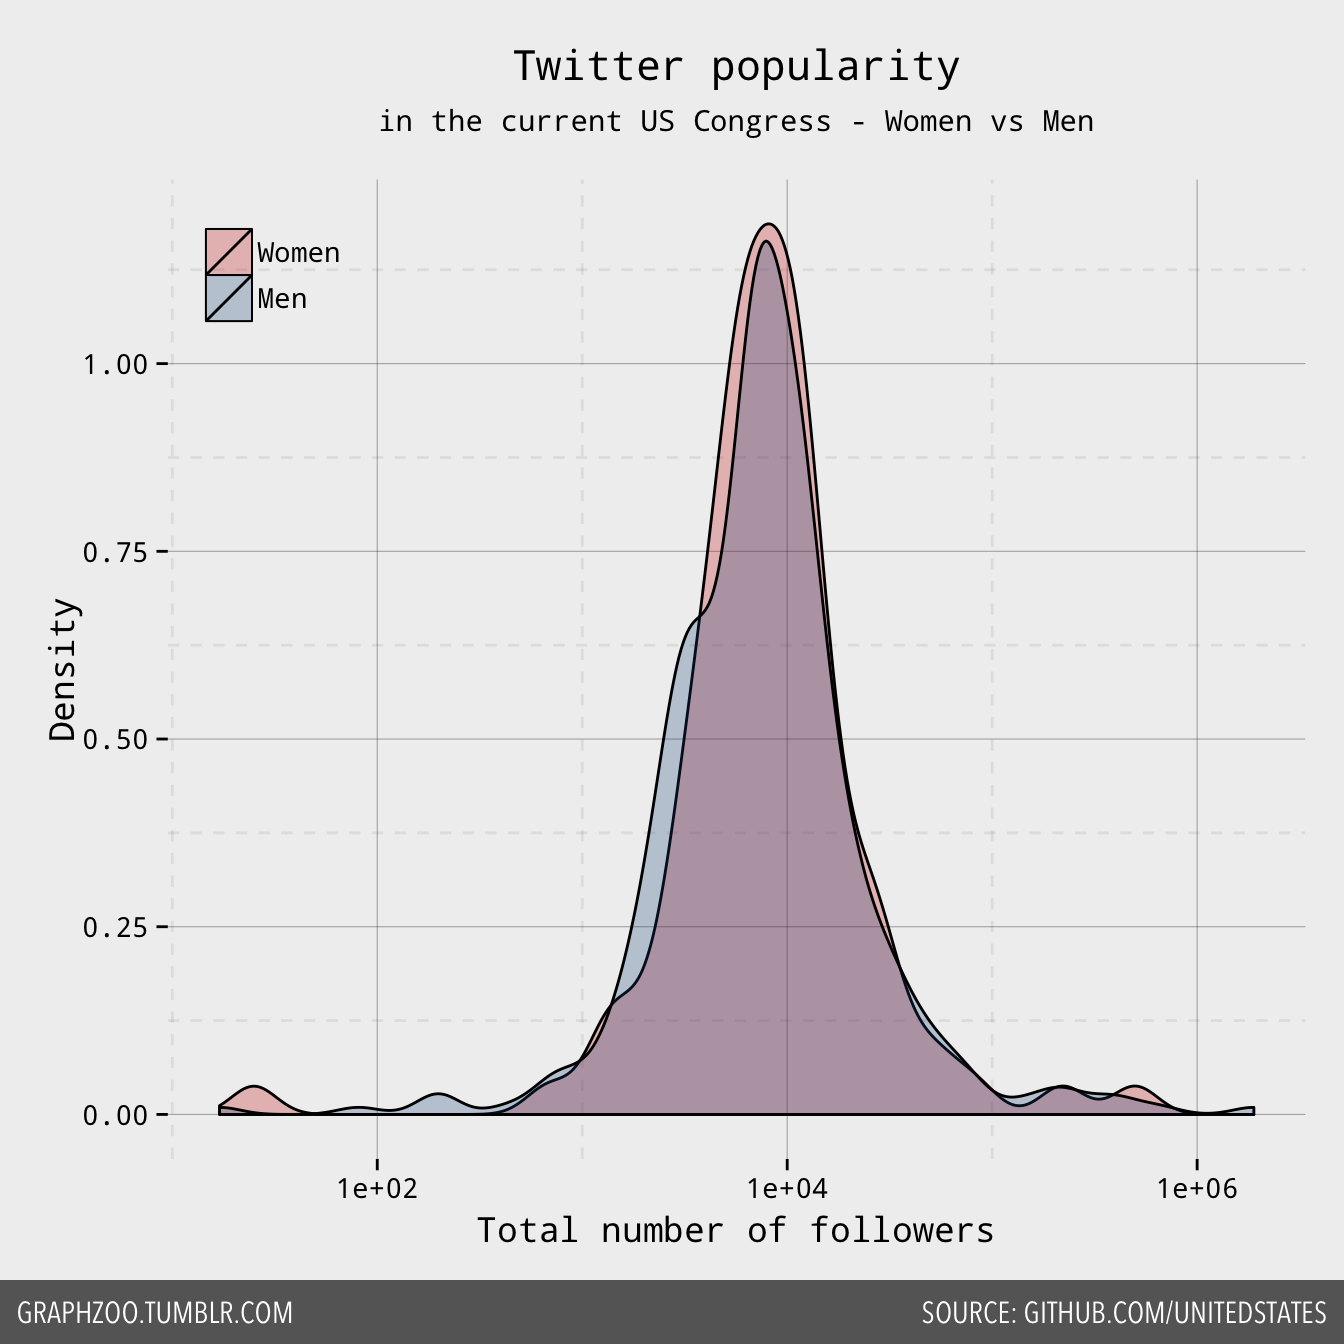 Twitter popularity
in the current US Congress - Women vs Men
Women
Men
1.00
0.75
0.50
0.25
0.00
Density
1e+02
1e+04
1e+06
Total number of followers
GRAPHZOO.TUMBLR.COM
SOURCE: GITHUB.COM/UNITEDSTATES